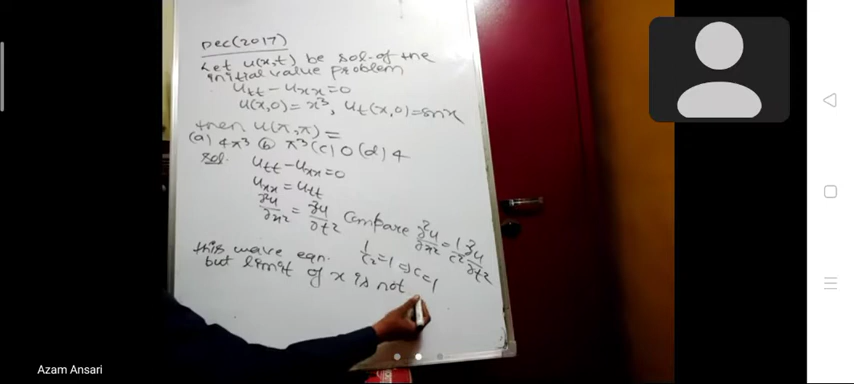 Dec(2017)
Let u(x,t) be sol. of the
initial value problem
utt - uxx = 0
u(x,0) = x³, ut(x,0) = sinx
then u(π,π) =
(a) 4π³ (b) π³ (c) 0 (d) 4
sol. utt - uxx = 0
uxx = utt
∂²u/∂x² = ∂²u/∂t² Compare ∂²u/∂x² = 1/c² ∂²u/∂t²
1/c² = 1 ⇒ c = 1
this wave eqn.
but limit of x is not
Azam Ansari